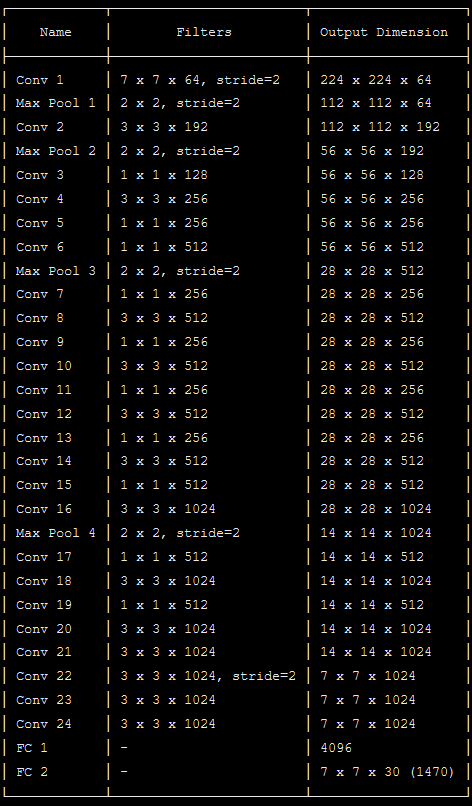 Name Filters Output Dimension
Conv 1 7 x 7 x 64, stride=2 224 x 224 x 64
Max Pool 1 2 x 2, stride=2 112 x 112 x 64
Conv 2 3 x 3 x 192 112 x 112 x 192
Max Pool 2 2 x 2, stride=2 56 x 56 x 192
Conv 3 1 x 1 x 128 56 x 56 x 128
Conv 4 3 x 3 x 256 56 x 56 x 256
Conv 5 1 x 1 x 256 56 x 56 x 256
Conv 6 1 x 1 x 512 56 x 56 x 512
Max Pool 3 2 x 2, stride=2 28 x 28 x 512
Conv 7 1 x 1 x 256 28 x 28 x 256
Conv 8 3 x 3 x 512 28 x 28 x 512
Conv 9 1 x 1 x 256 28 x 28 x 256
Conv 10 3 x 3 x 512 28 x 28 x 512
Conv 11 1 x 1 x 256 28 x 28 x 256
Conv 12 3 x 3 x 512 28 x 28 x 512
Conv 13 1 x 1 x 256 28 x 28 x 256
Conv 14 3 x 3 x 512 28 x 28 x 512
Conv 15 1 x 1 x 512 28 x 28 x 512
Conv 16 3 x 3 x 1024 28 x 28 x 1024
Max Pool 4 2 x 2, stride=2 14 x 14 x 1024
Conv 17 1 x 1 x 512 14 x 14 x 512
Conv 18 3 x 3 x 1024 14 x 14 x 1024
Conv 19 1 x 1 x 512 14 x 14 x 512
Conv 20 3 x 3 x 1024 14 x 14 x 1024
Conv 21 3 x 3 x 1024 14 x 14 x 1024
Conv 22 3 x 3 x 1024, stride=2 7 x 7 x 1024
Conv 23 3 x 3 x 1024 7 x 7 x 1024
Conv 24 3 x 3 x 1024 7 x 7 x 1024
FC 1 - 4096
FC 2 - 7 x 7 x 30 (1470)